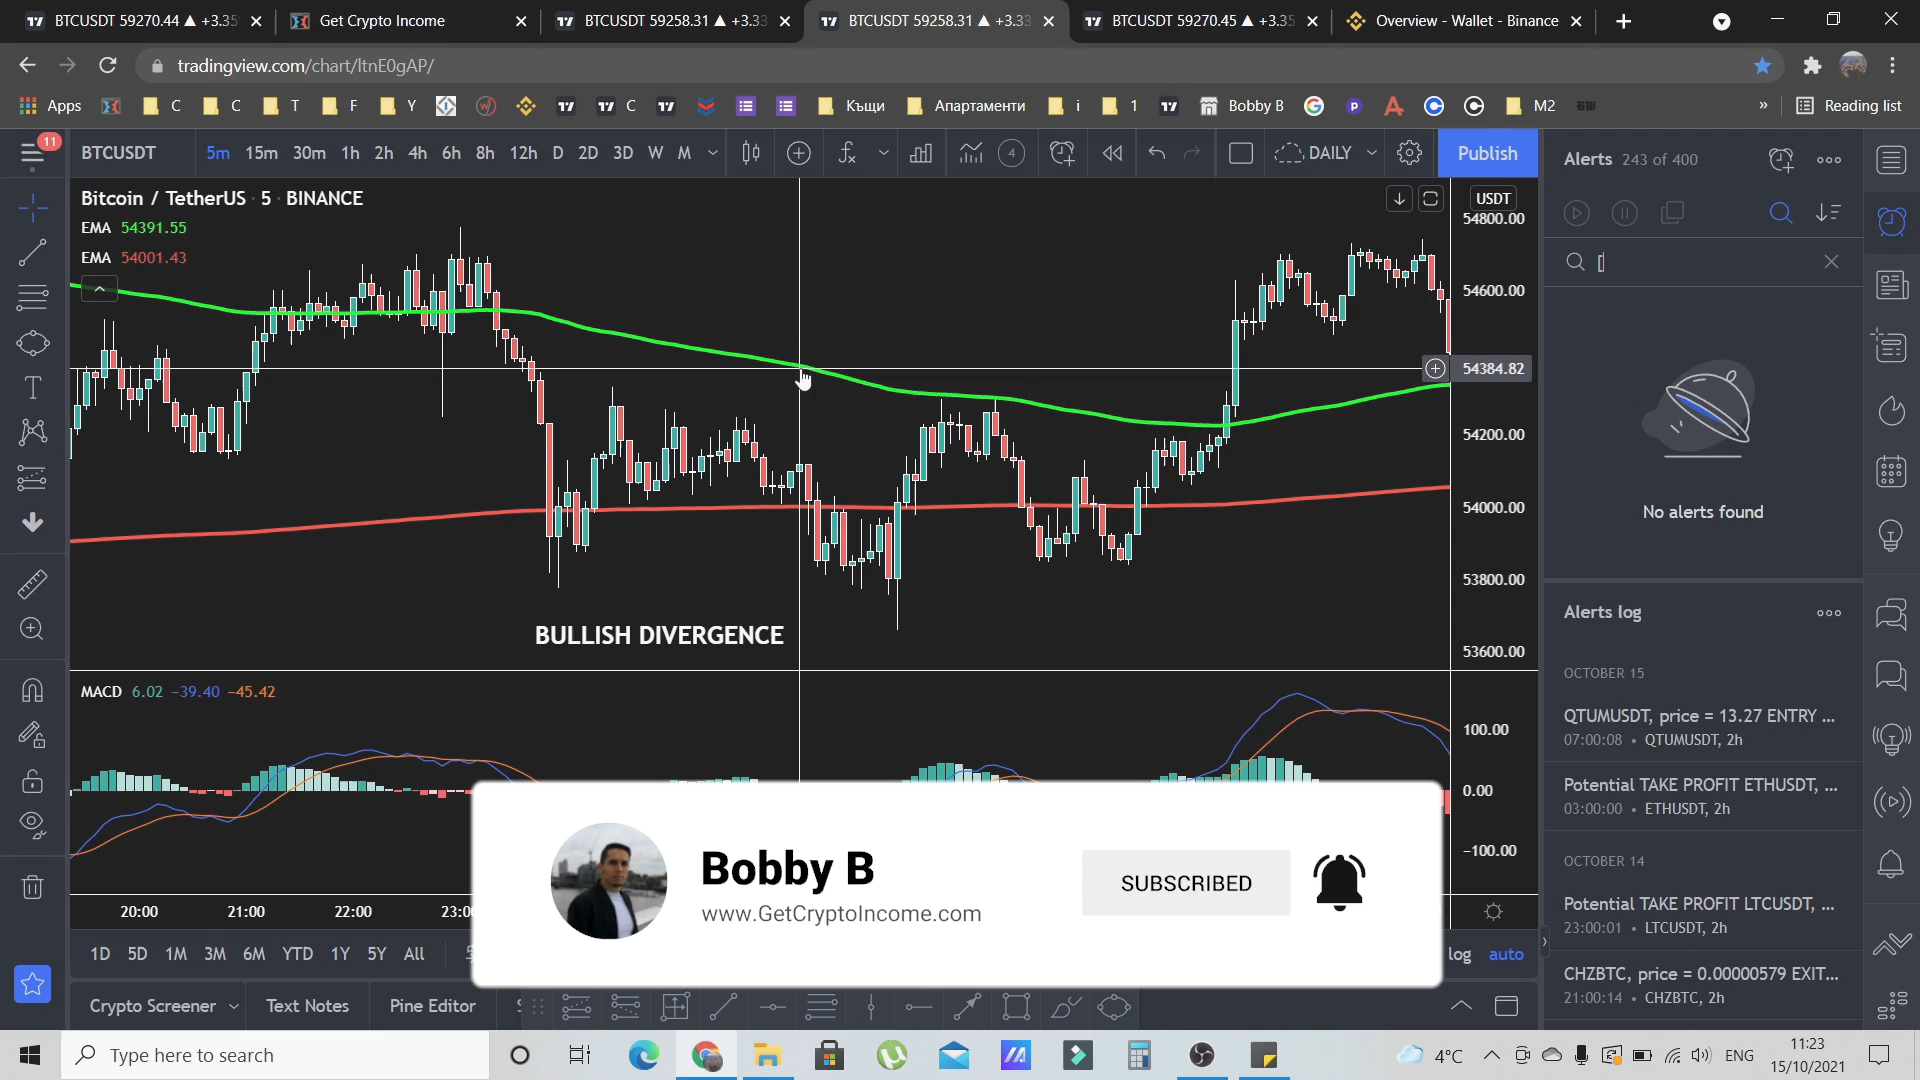 BTCUSDT 59270.44 ▲ +3.35
Get Crypto Income
BTCUSDT 59258.31 ▲ +3.33
BTCUSDT 59258.31 ▲ +3.33
BTCUSDT 59270.45 ▲ +3.35
Overview - Wallet - Binance
tradingview.com/chart/ltnE0gAP/
Apps
C
C
T
F
Y
C
Къщи
Апартаменти
i
1
Bobby B
M2
Reading list
11
BTCUSDT
5m 15m 30m 1h 2h 4h 6h 8h 12h D 2D 3D W M
4
DAILY
Publish
Alerts 243 of 400
Bitcoin / TetherUS · 5 · BINANCE
EMA 54391.55
EMA 54001.43
USDT
54800.00
54600.00
54384.82
54200.00
54000.00
53800.00
53600.00
[
No alerts found
BULLISH DIVERGENCE
MACD 6.02 −39.40 −45.42
100.00
0.00
−100.00
20:00 21:00 22:00 23:0
Bobby B
www.GetCryptoIncome.com
SUBSCRIBED
1D 5D 1M 3M 6M YTD 1Y 5Y All
log auto
Crypto Screener
Text Notes
Pine Editor
Alerts log
OCTOBER 15
QTUMUSDT, price = 13.27 ENTRY ...
07:00:08 • QTUMUSDT, 2h
Potential TAKE PROFIT ETHUSDT, ...
03:00:00 • ETHUSDT, 2h
OCTOBER 14
Potential TAKE PROFIT LTCUSDT, ...
23:00:01 • LTCUSDT, 2h
CHZBTC, price = 0.00000579 EXIT...
21:00:14 • CHZBTC, 2h
Type here to search
4°C
ENG
11:23
15/10/2021